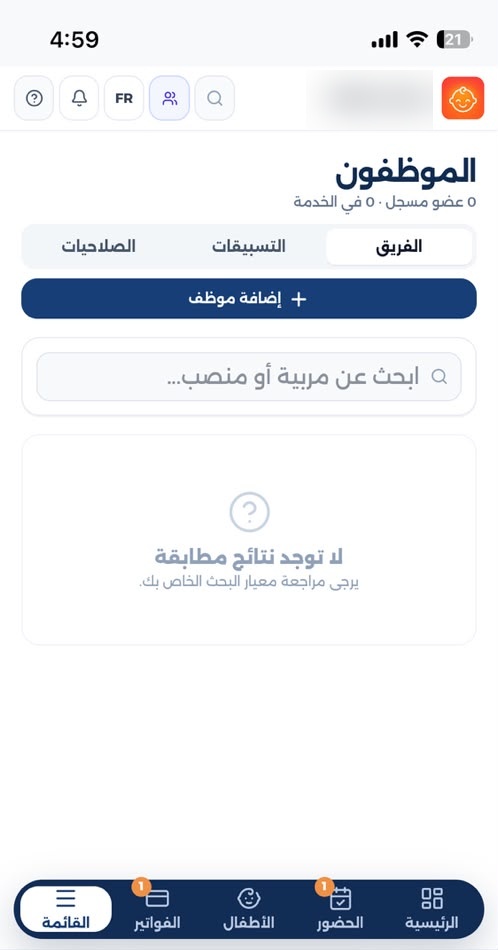 4:59
21
FR
الموظفون
0 عضو مسجل · 0 في الخدمة
الفريق
التسبيقات
الصلاحيات
+ إضافة موظف
ابحث عن مربية أو منصب...
لا توجد نتائج مطابقة
يرجى مراجعة معيار البحث الخاص بك.
الرئيسية
1
الحضور
الأطفال
1
الفواتير
القائمة